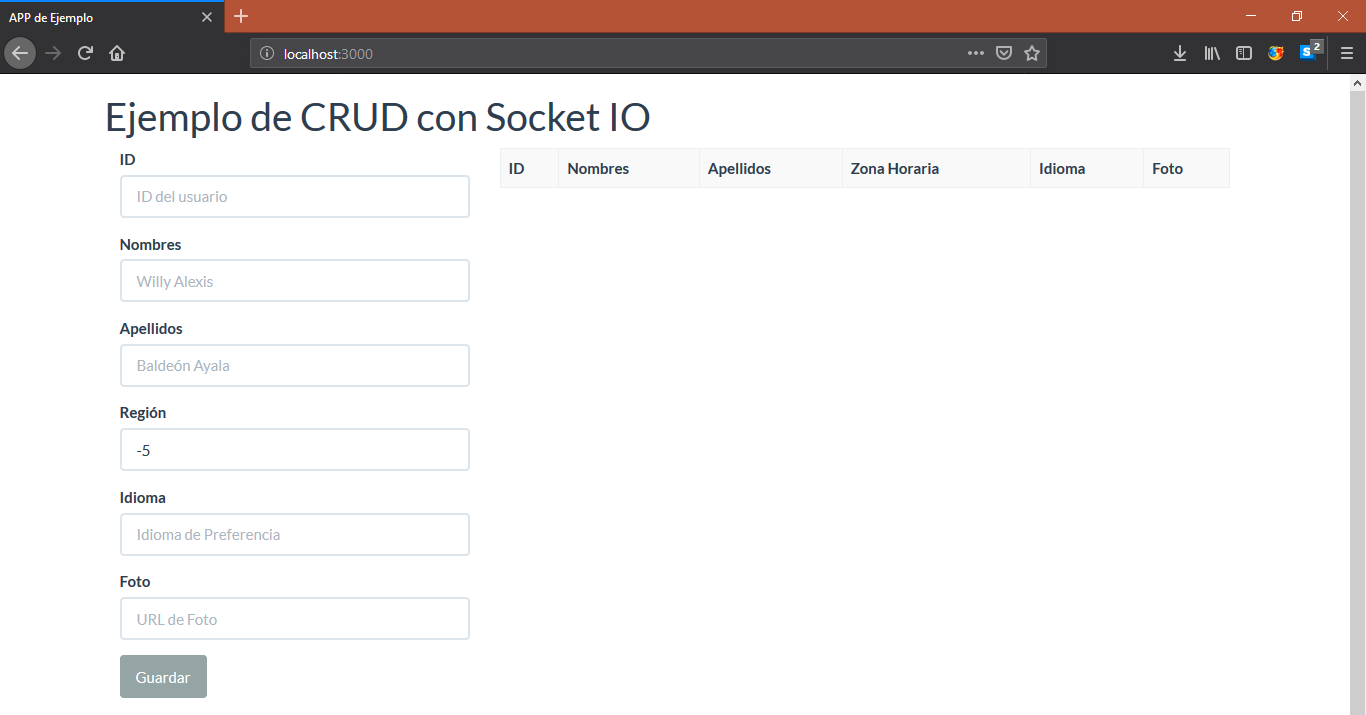 APP de Ejemplo
localhost:3000
2
Ejemplo de CRUD con Socket IO
ID
ID del usuario
Nombres
Willy Alexis
Apellidos
Baldeón Ayala
Región
-5
Idioma
Idioma de Preferencia
Foto
URL de Foto
Guardar
ID Nombres Apellidos Zona Horaria Idioma Foto